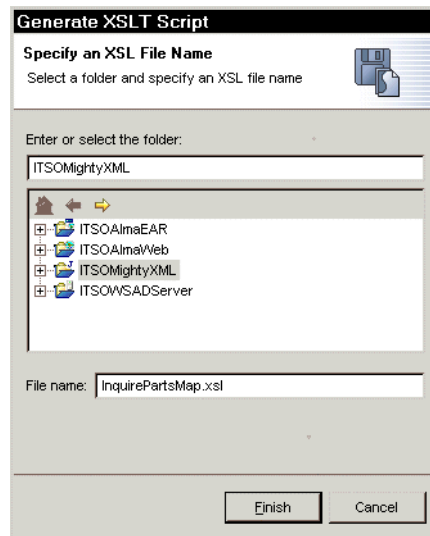 Generate XSLT Script
Specify an XSL File Name
Select a folder and specify an XSL file name
Enter or select the folder:
ITSOMightyXML
ITSOAlmaEAR
ITSOAlmaWeb
ITSOMightyXML
ITSOWSADServer
File name: InquirePartsMap.xsl
Finish Cancel